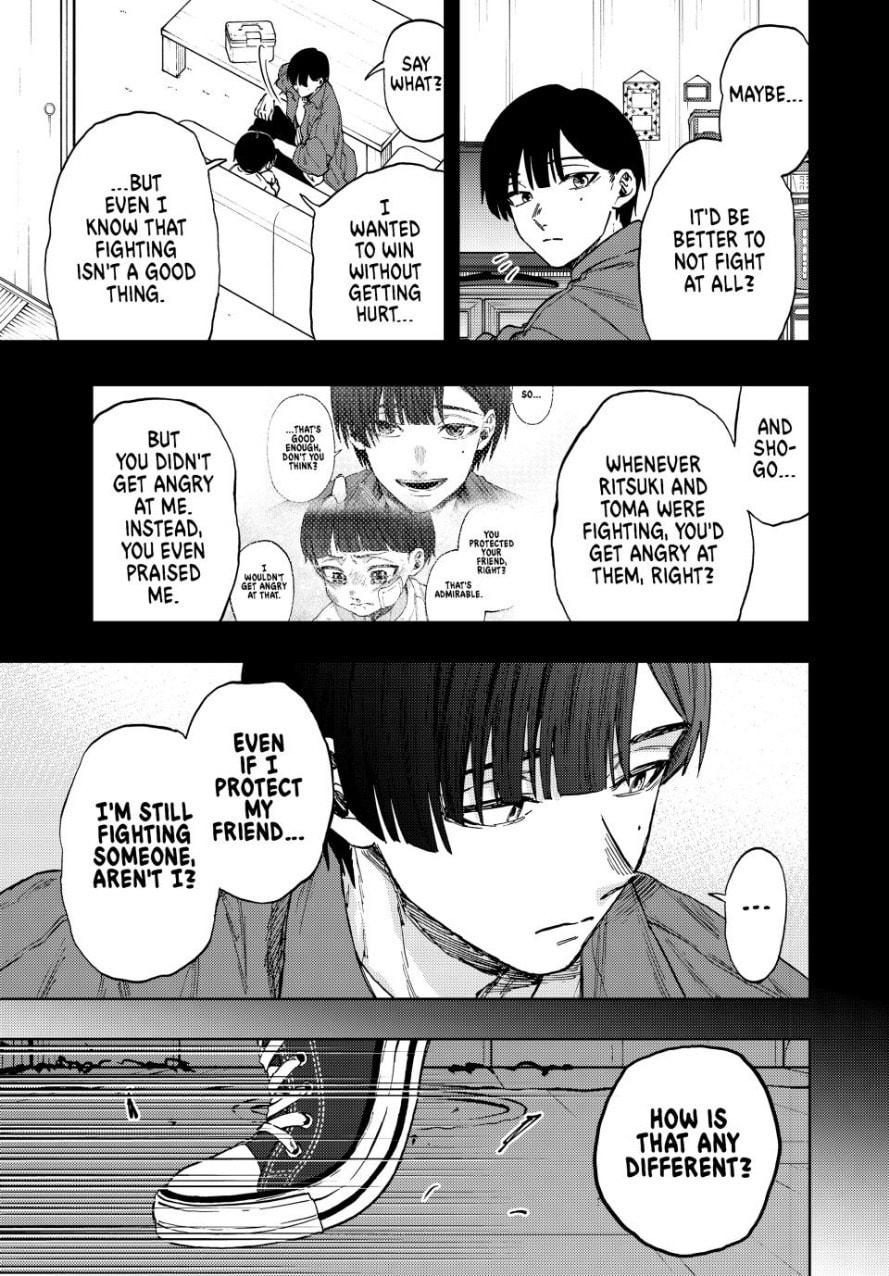 MAYBE...
IT'D BE
BETTER TO
NOT FIGHT
AT ALL?
SAY
WHAT?
I
WANTED
TO WIN
WITHOUT
GETTING
HURT...
...BUT
EVEN I
KNOW THAT
FIGHTING
ISN'T A GOOD
THING.
AND
SHO-
GO...
WHENEVER
RITSUKI AND
TOMA WERE
FIGHTING, YOU'D
GET ANGRY AT
THEM, RIGHT?
SO...
...THAT'S
GOOD
ENOUGH,
DON'T YOU
THINK?
YOU
PROTECTED
YOUR
FRIEND,
RIGHT?
THAT'S
ADMIRABLE.
I
WOULDN'T
GET ANGRY
AT THAT.
BUT
YOU DIDN'T
GET ANGRY
AT ME.
INSTEAD,
YOU EVEN
PRAISED
ME.
...
EVEN
IF I
PROTECT
MY
FRIEND...
I'M STILL
FIGHTING
SOMEONE,
AREN'T I?
HOW IS
THAT ANY
DIFFERENT?